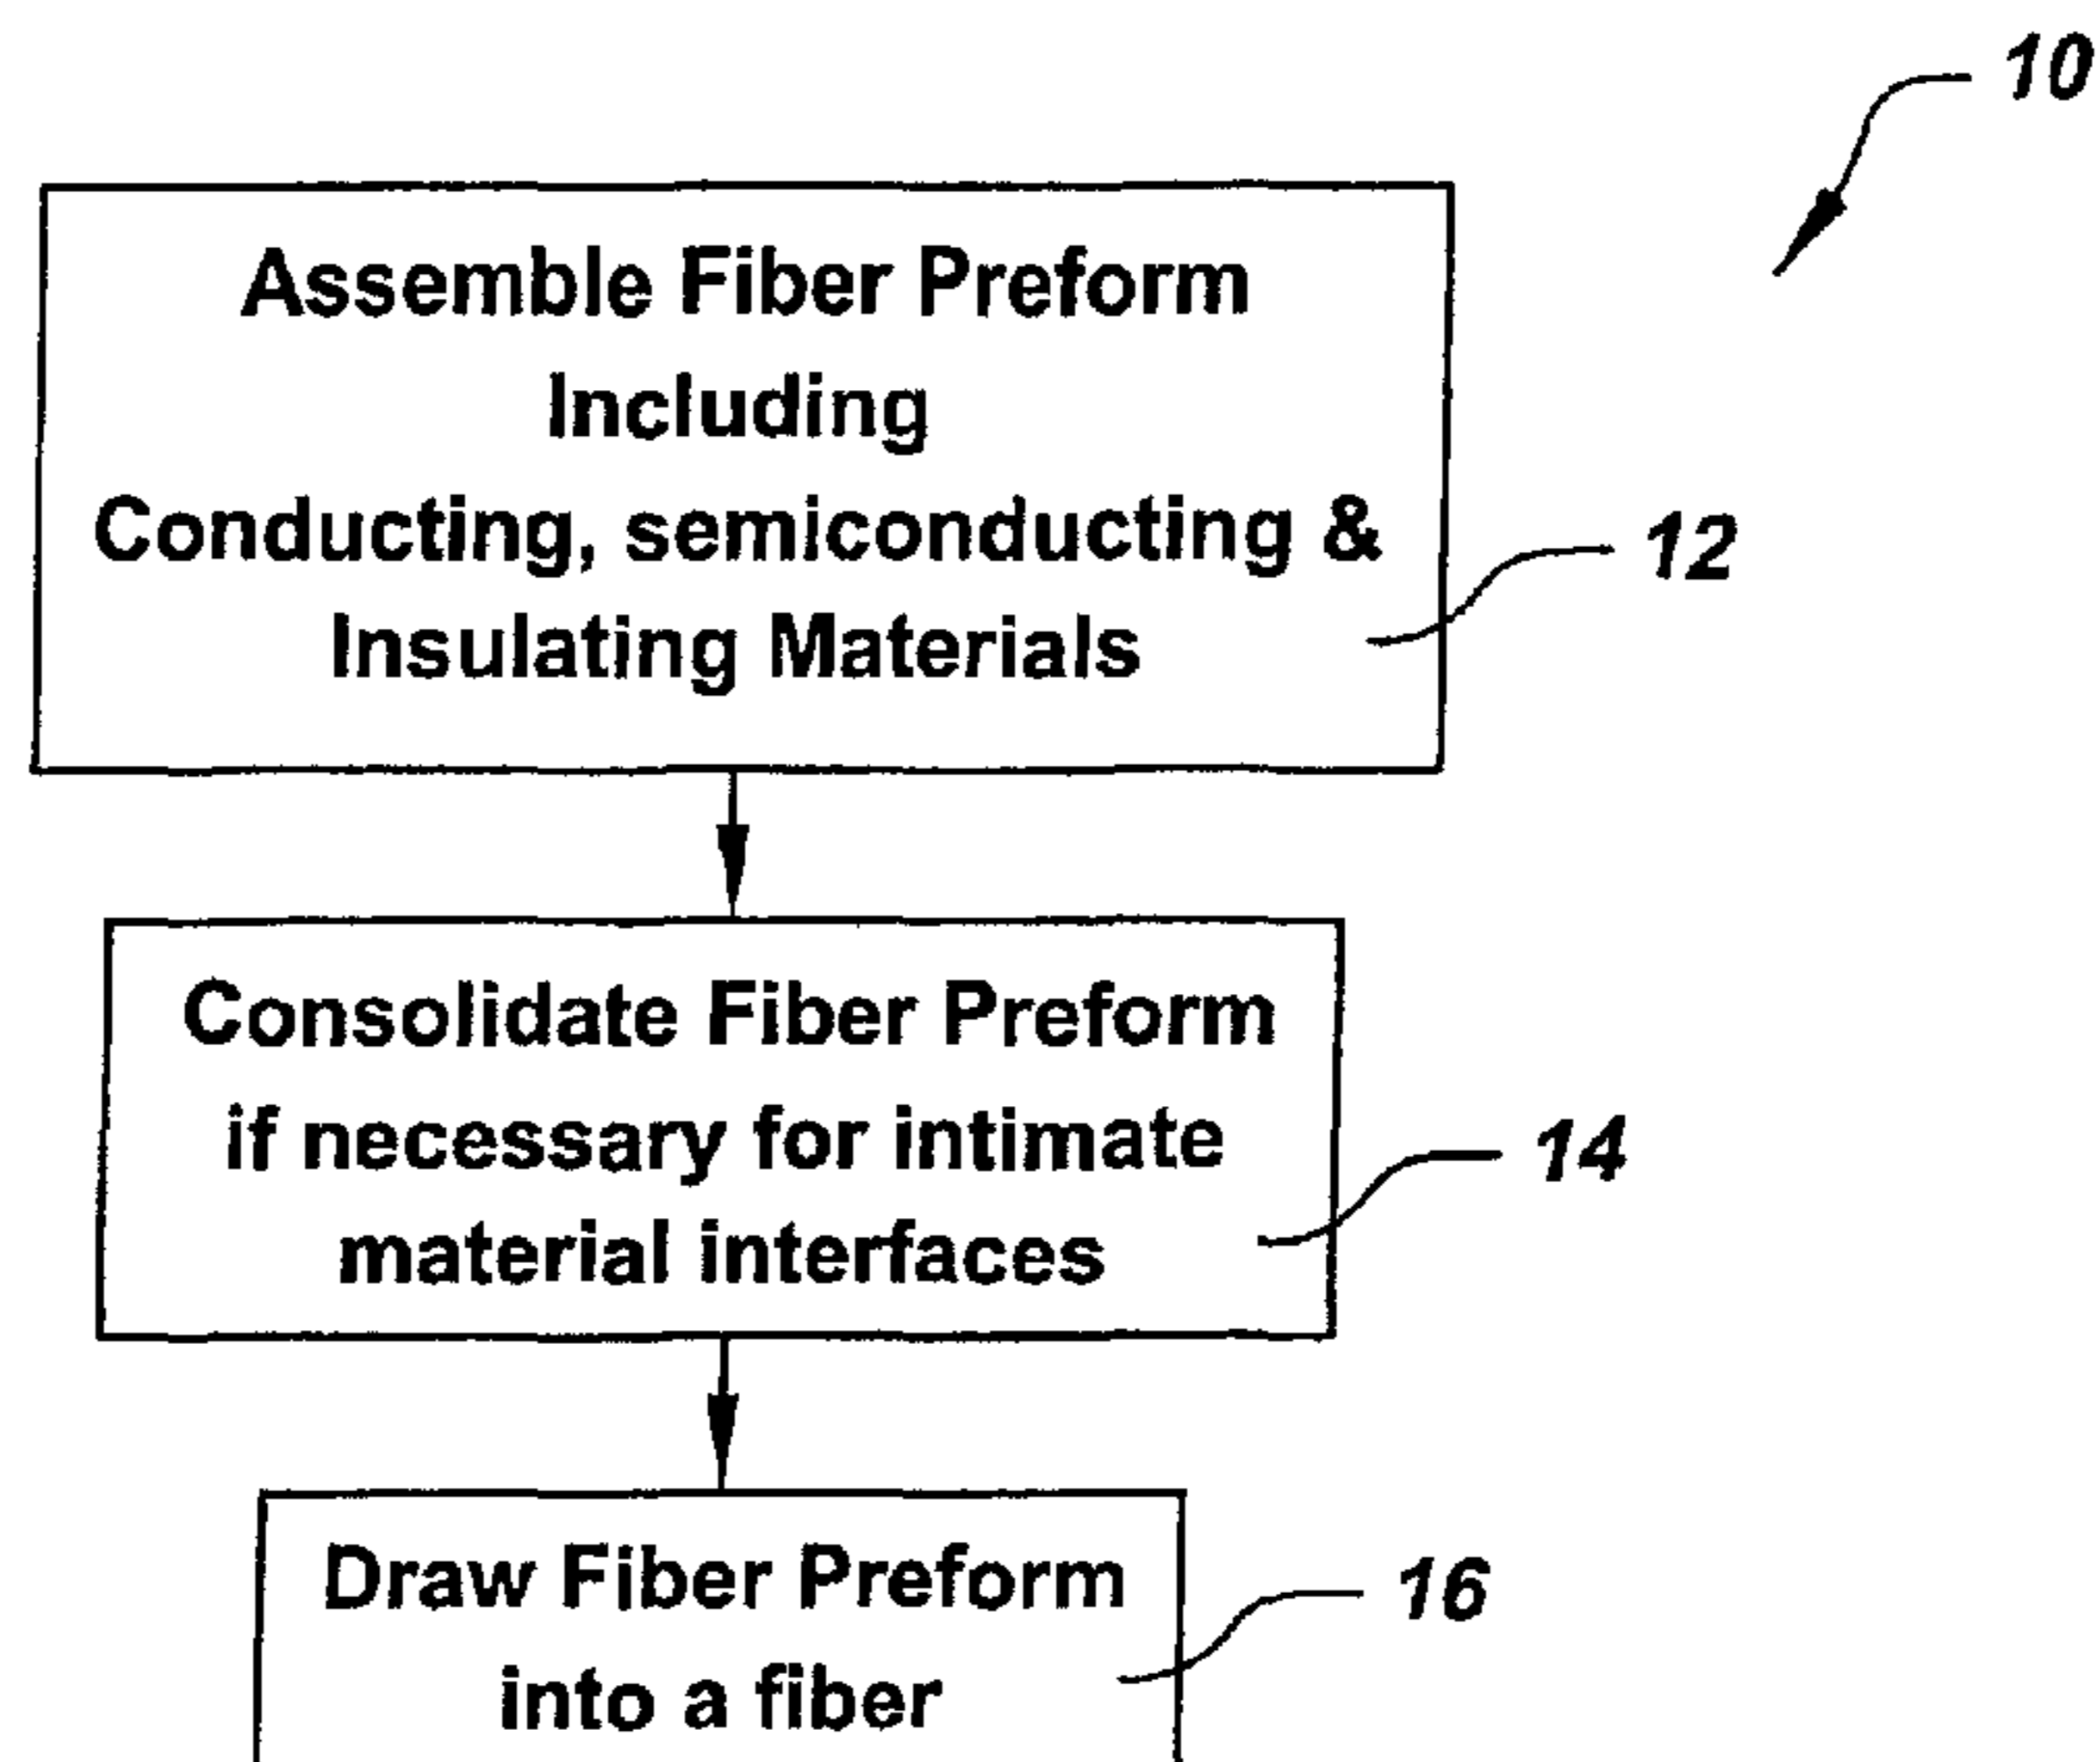 10
Assemble Fiber Preform
Including
Conducting, semiconducting &
Insulating Materials
12
Consolidate Fiber Preform
if necessary for intimate
material interfaces
14
Draw Fiber Preform
into a fiber
16